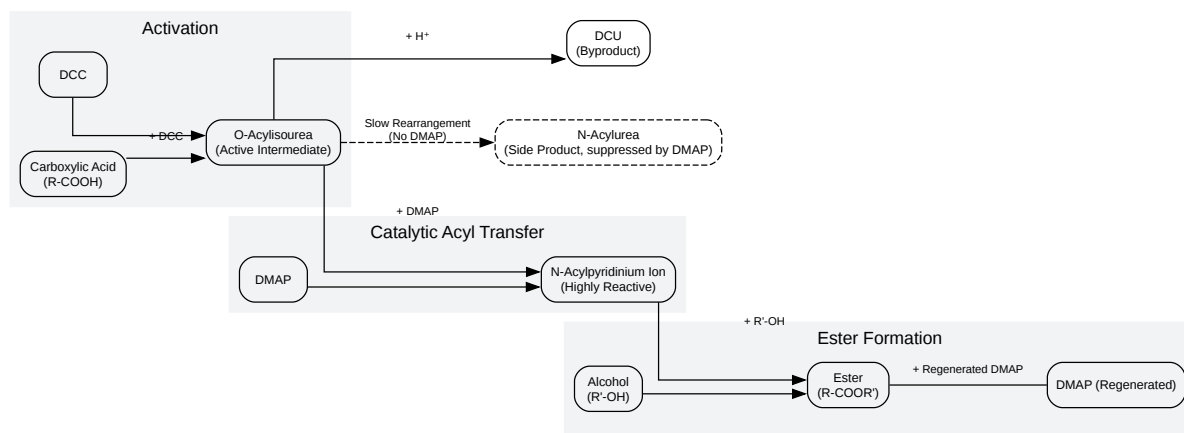 Activation
+ H⁺
DCU
(Byproduct)
DCC
+ DCC
O-Acylisourea
(Active Intermediate)
Slow Rearrangement
(No DMAP)
N-Acylurea
(Side Product, suppressed by DMAP)
Carboxylic Acid
(R-COOH)
+ DMAP
Catalytic Acyl Transfer
DMAP
N-Acylpyridinium Ion
(Highly Reactive)
+ R'-OH
Ester Formation
Alcohol
(R'-OH)
Ester
(R-COOR')
+ Regenerated DMAP
DMAP (Regenerated)